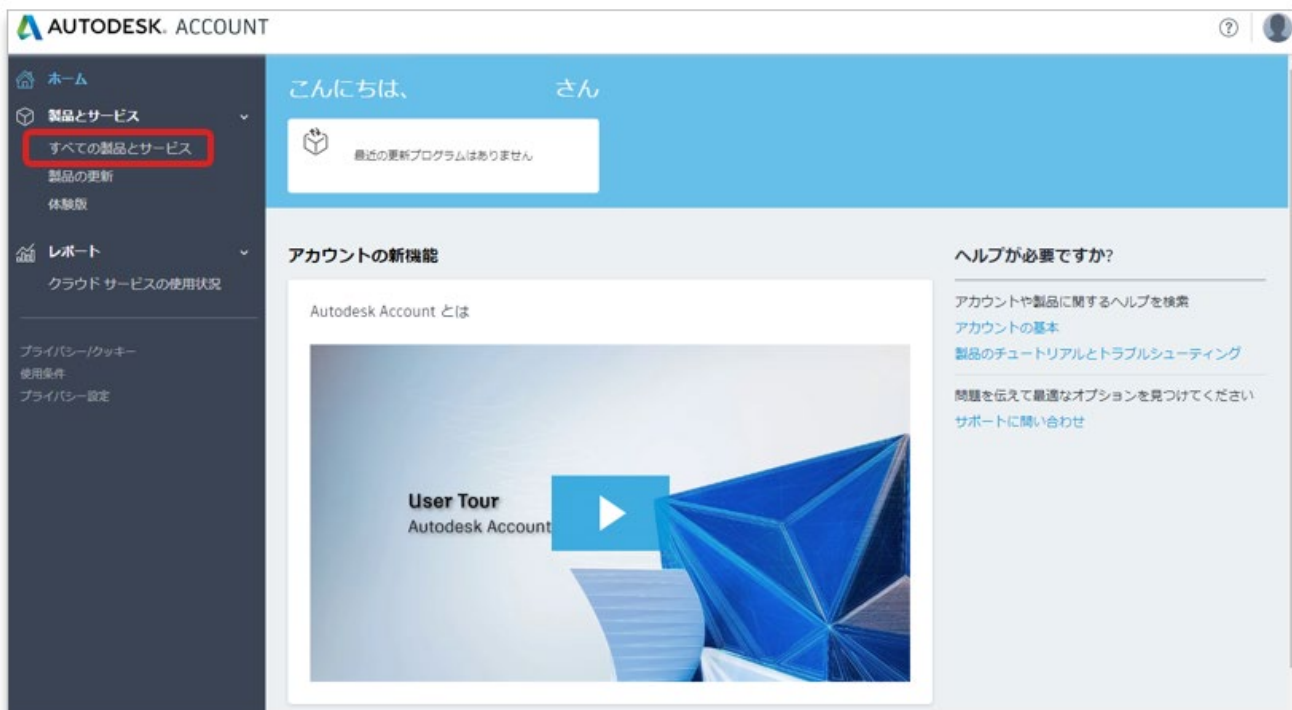 AUTODESK. ACCOUNT
ホーム
製品とサービス
すべての製品とサービス
製品の更新
体験版
レポート
クラウド サービスの使用状況
プライバシー/クッキー
使用条件
プライバシー設定
こんにちは、 さん
最近の更新プログラムはありません
アカウントの新機能
Autodesk Account とは
User Tour
Autodesk Account
ヘルプが必要ですか?
アカウントや製品に関するヘルプを検索
アカウントの基本
製品のチュートリアルとトラブルシューティング
問題を伝えて最適なオプションを見つけてください
サポートに問い合わせ